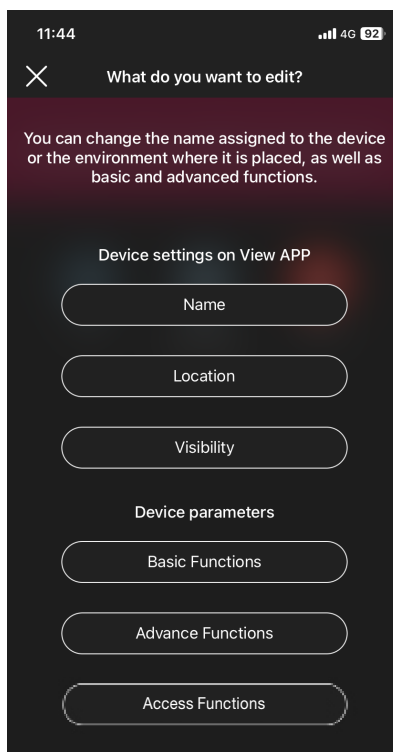 11:44
4G 92
What do you want to edit?
You can change the name assigned to the device
or the environment where it is placed, as well as
basic and advanced functions.
Device settings on View APP
Name
Location
Visibility
Device parameters
Basic Functions
Advance Functions
Access Functions